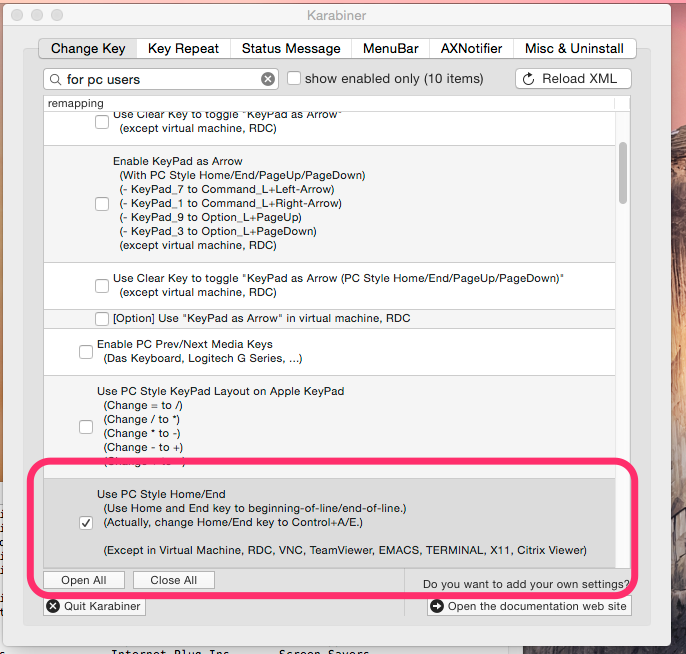 Karabiner
Change Key
Key Repeat
Status Message
MenuBar
AXNotifier
Misc & Uninstall
for pc users
show enabled only (10 items)
Reload XML
remapping
Use Clear Key to toggle "KeyPad as Arrow"
(except virtual machine, RDC)
Enable KeyPad as Arrow
(With PC Style Home/End/PageUp/PageDown)
(- KeyPad_7 to Command_L+Left-Arrow)
(- KeyPad_1 to Command_L+Right-Arrow)
(- KeyPad_9 to Option_L+PageUp)
(- KeyPad_3 to Option_L+PageDown)
(except virtual machine, RDC)
Use Clear Key to toggle "KeyPad as Arrow (PC Style Home/End/PageUp/PageDown)"
(except virtual machine, RDC)
[Option] Use "KeyPad as Arrow" in virtual machine, RDC
Enable PC Prev/Next Media Keys
(Das Keyboard, Logitech G Series, ...)
Use PC Style KeyPad Layout on Apple KeyPad
(Change = to /)
(Change / to *)
(Change * to -)
(Change - to +)
Use PC Style Home/End
(Use Home and End key to beginning-of-line/end-of-line.)
(Actually, change Home/End key to Control+A/E.)
(Except in Virtual Machine, RDC, VNC, TeamViewer, EMACS, TERMINAL, X11, Citrix Viewer)
Open All
Close All
Do you want to add your own settings?
Quit Karabiner
Open the documentation web site
Internet Plug-Ins
Screen Savers